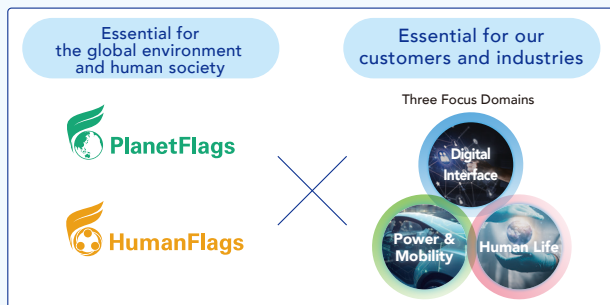 Essential for
the global environment
and human society
PlanetFlags
HumanFlags
Essential for our
customers and industries
Three Focus Domains
Digital
Interface
Power &
Mobility
Human Life